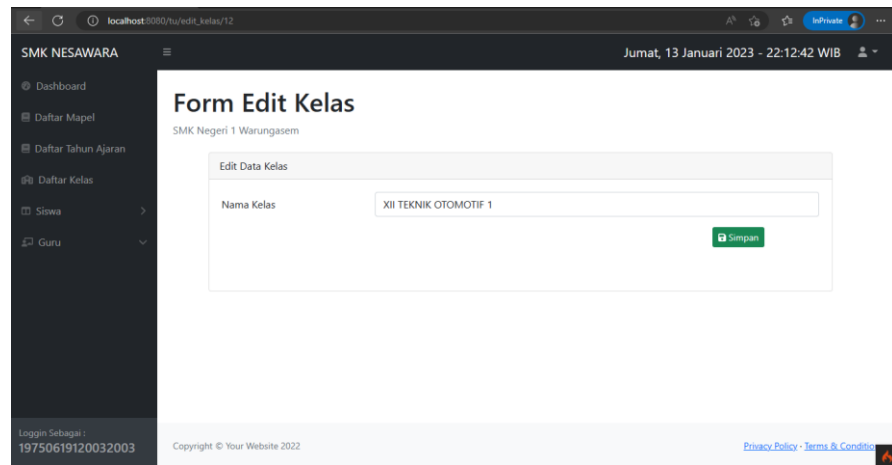 localhost:8080/tu/edit_kelas/12
InPrivate
SMK NESAWARA
Jumat, 13 Januari 2023 - 22:12:42 WIB
Dashboard
Daftar Mapel
Daftar Tahun Ajaran
Daftar Kelas
Siswa
Guru
Form Edit Kelas
SMK Negeri 1 Warungasem
Edit Data Kelas
Nama Kelas
XII TEKNIK OTOMOTIF 1
Simpan
Loggin Sebagai :
19750619120032003
Copyright © Your Website 2022
Privacy Policy · Terms & Conditio